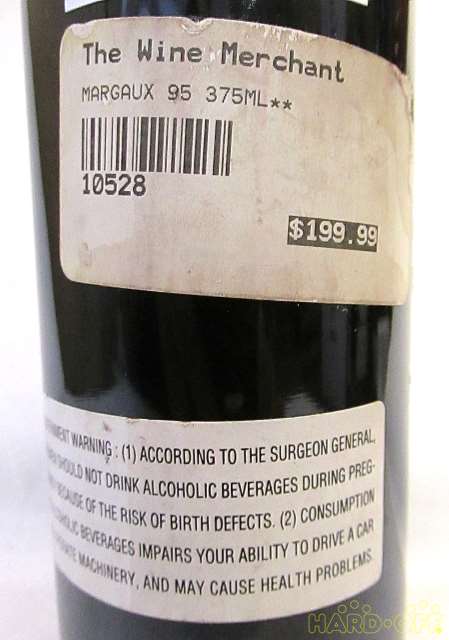 The Wine Merchant
MARGAUX 95 375ML**
10528
$199.99
WARNING : (1) ACCORDING TO THE SURGEON GENERAL,
SHOULD NOT DRINK ALCOHOLIC BEVERAGES DURING PREG-
BECAUSE OF THE RISK OF BIRTH DEFECTS. (2) CONSUMPTION
BEVERAGES IMPAIRS YOUR ABILITY TO DRIVE A CAR
MACHINERY, AND MAY CAUSE HEALTH PROBLEMS.
HARD-OFF